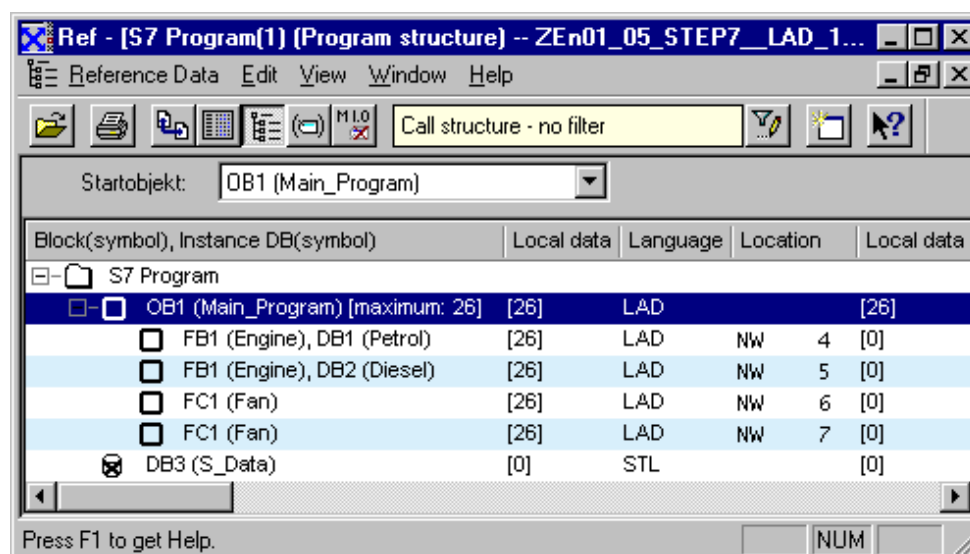 Ref - [S7 Program(1) (Program structure) -- ZEn01_05_STEP7__LAD_1...
Reference Data Edit View Window Help
M I.0 Call structure - no filter
Startobjekt: OB1 (Main_Program)
Block(symbol), Instance DB(symbol) Local data Language Location Local data
S7 Program
OB1 (Main_Program) [maximum: 26] [26] LAD [26]
FB1 (Engine), DB1 (Petrol) [26] LAD NW 4 [0]
FB1 (Engine), DB2 (Diesel) [26] LAD NW 5 [0]
FC1 (Fan) [26] LAD NW 6 [0]
FC1 (Fan) [26] LAD NW 7 [0]
DB3 (S_Data) [0] STL [0]
Press F1 to get Help. NUM